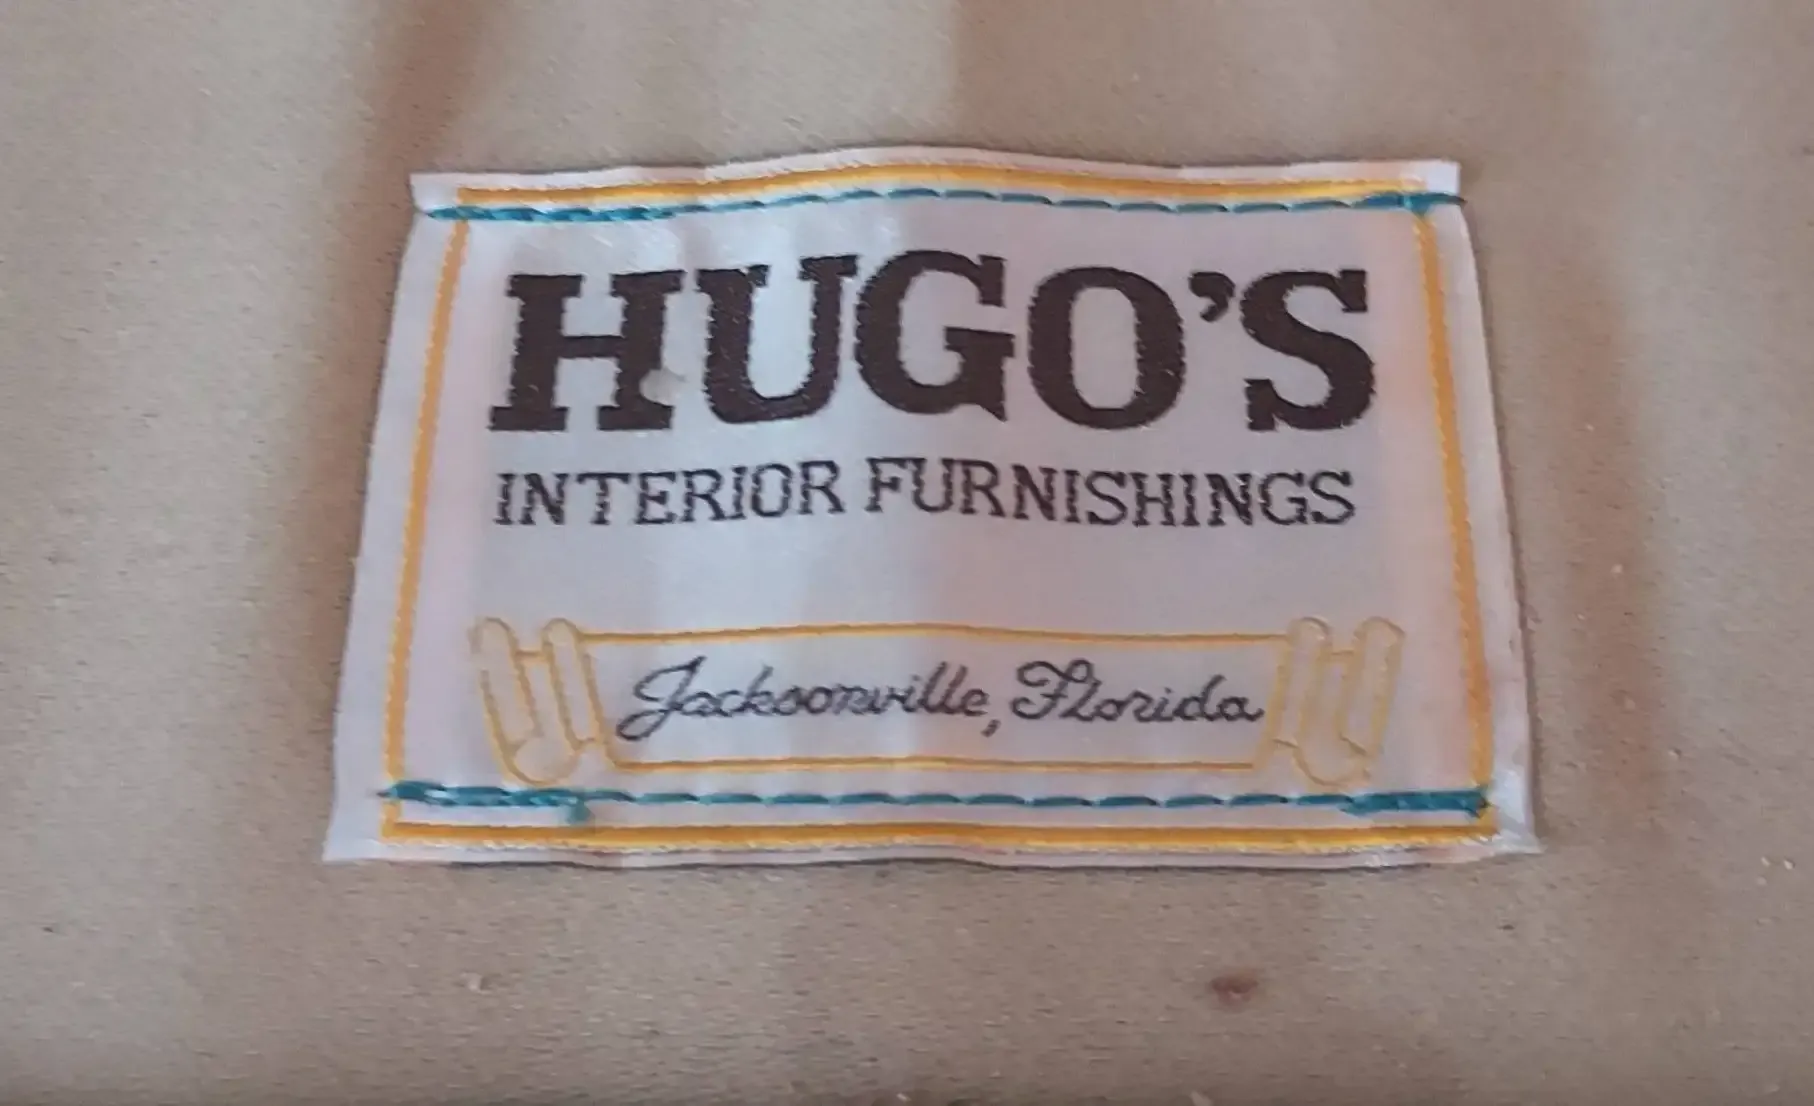 HUGO'S
INTERIOR FURNISHINGS
Jacksonville, Florida